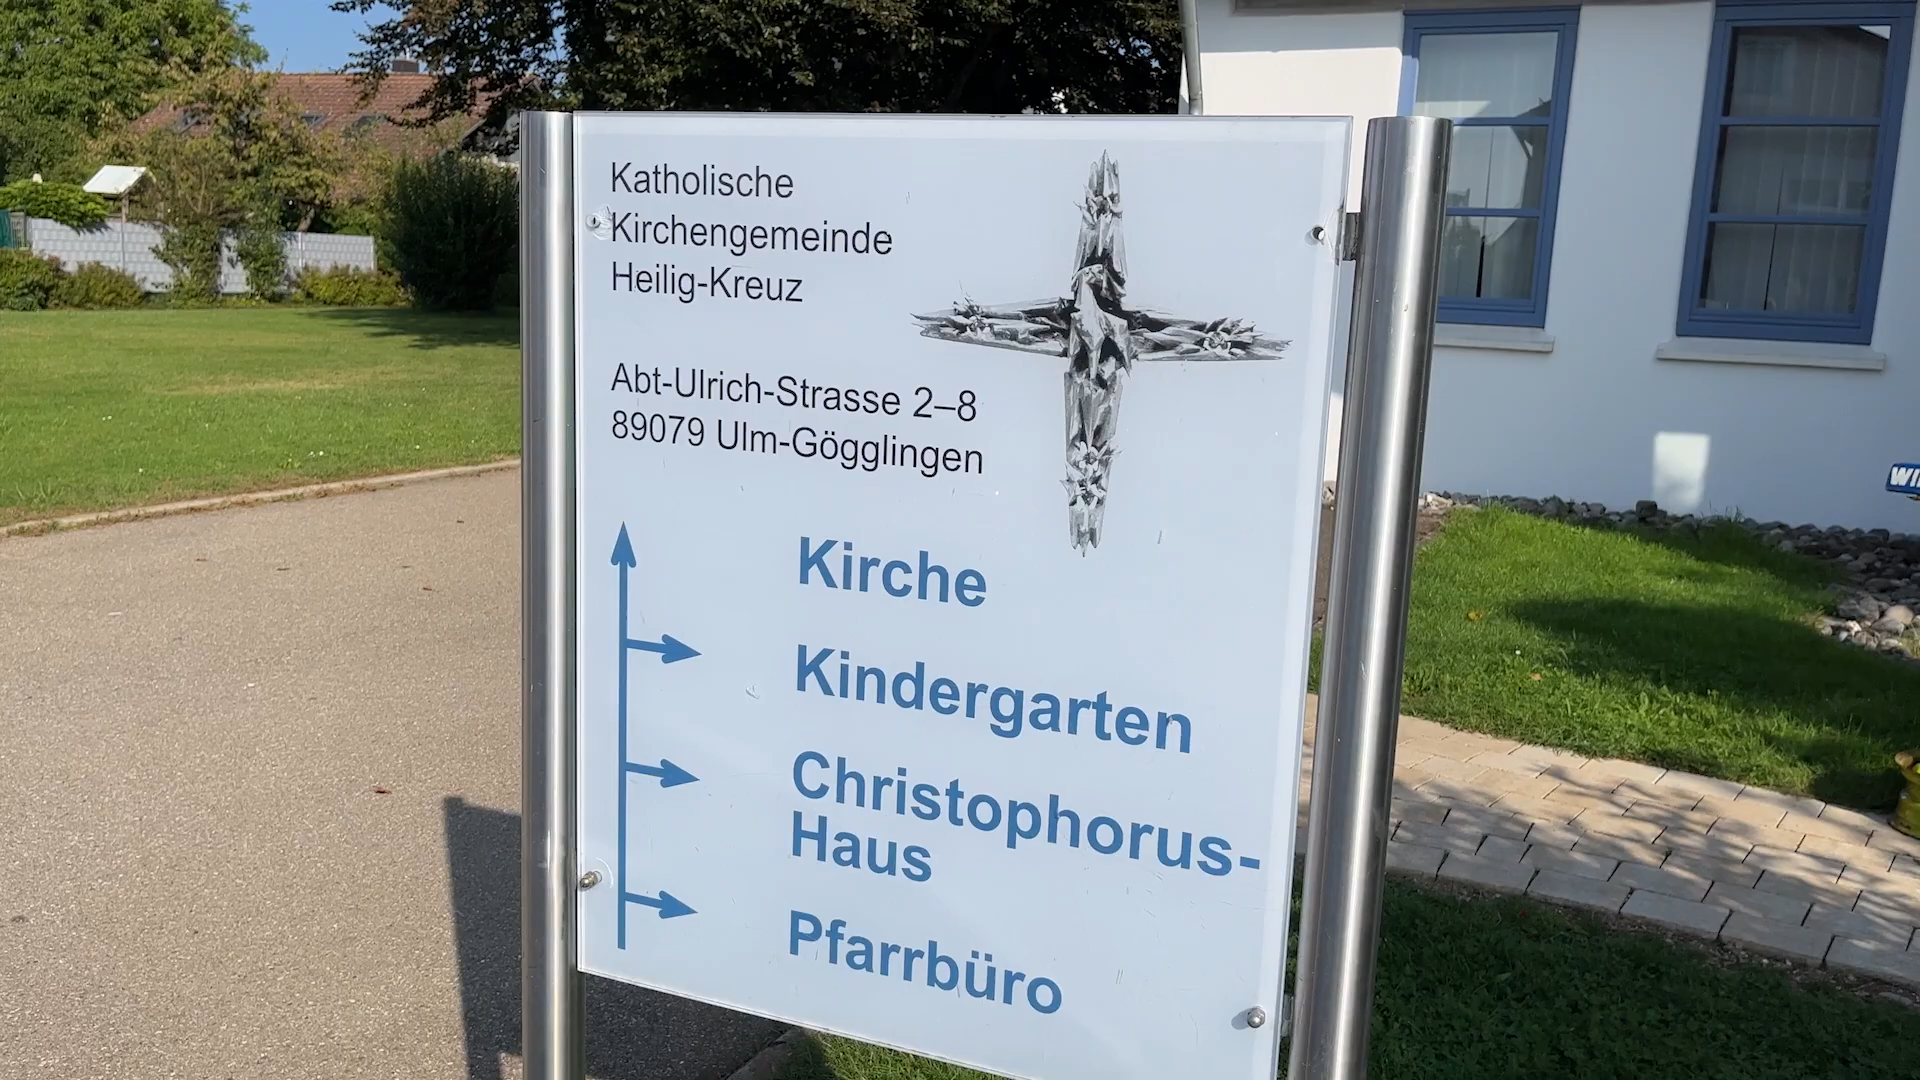 Katholische
Kirchengemeinde
Heilig-Kreuz
Abt-Ulrich-Strasse 2–8
89079 Ulm-Gögglingen
Kirche
Kindergarten
Christophorus-
Haus
Pfarrbüro